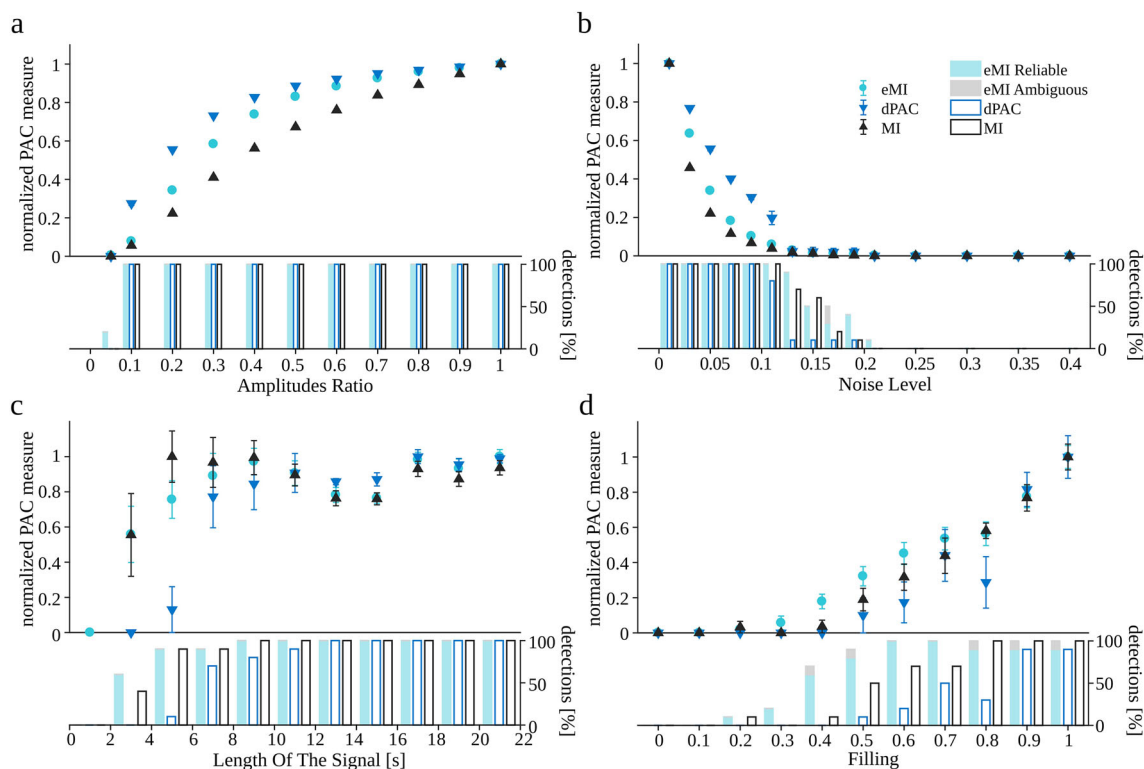 a
normalized PAC measure
1
0.8
0.6
0.4
0.2
0
detections [%]
100
50
0
0 0.1 0.2 0.3 0.4 0.5 0.6 0.7 0.8 0.9 1
Amplitudes Ratio
b
normalized PAC measure
1
0.8
0.6
0.4
0.2
0
eMI
dPAC
MI
eMI Reliable
eMI Ambiguous
dPAC
MI
detections [%]
100
50
0
0 0.05 0.1 0.15 0.2 0.25 0.3 0.35 0.4
Noise Level
c
normalized PAC measure
1
0.8
0.6
0.4
0.2
0
detections [%]
100
50
0
0 2 4 6 8 10 12 14 16 18 20 22
Length Of The Signal [s]
d
normalized PAC measure
1
0.8
0.6
0.4
0.2
0
detections [%]
100
50
0
0 0.1 0.2 0.3 0.4 0.5 0.6 0.7 0.8 0.9 1
Filling